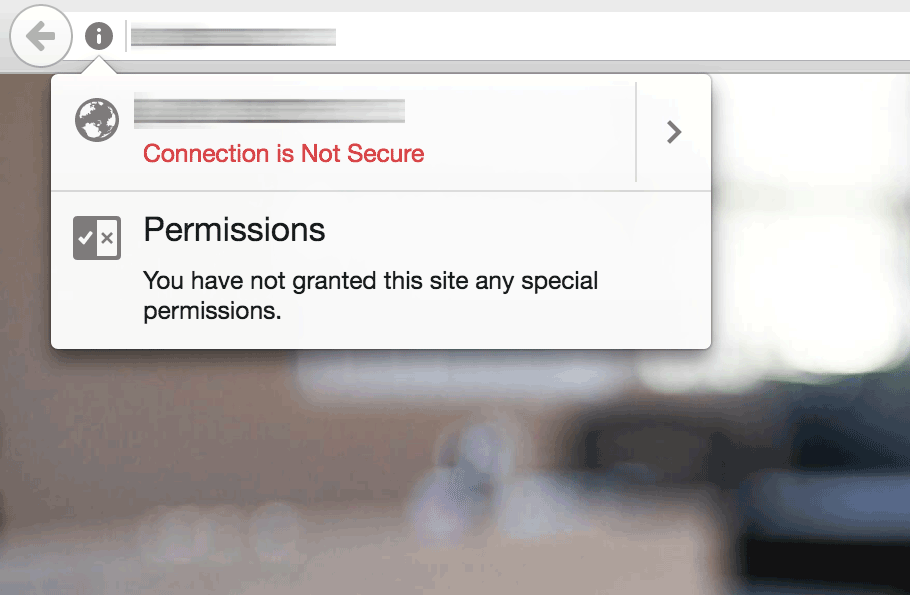 Connection is Not Secure
Permissions
You have not granted this site any special
permissions.